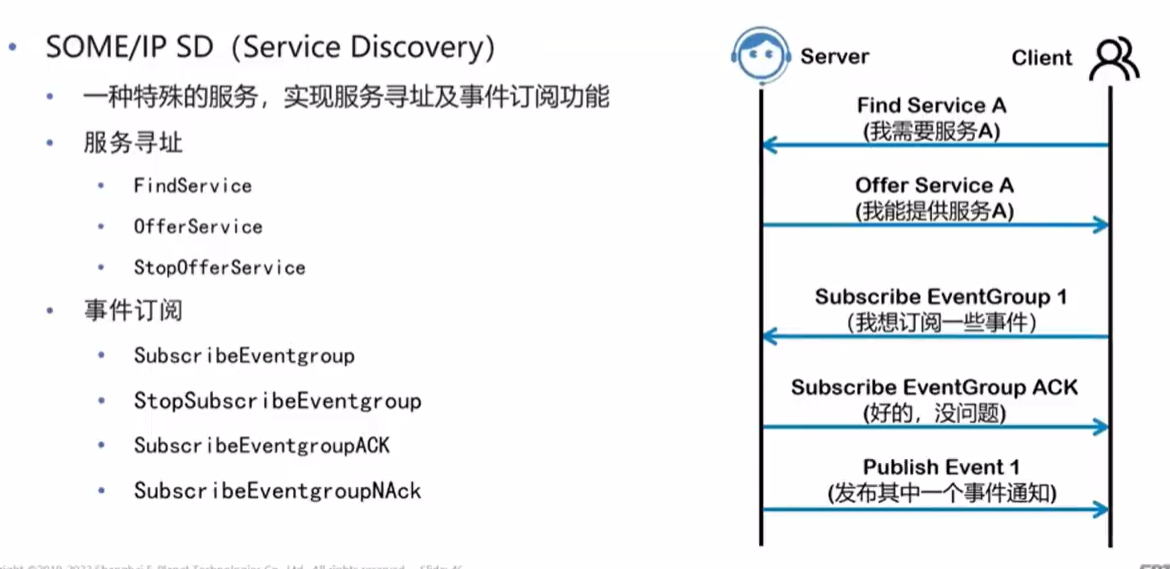 SOME/IP SD（Service Discovery）
一种特殊的服务，实现服务寻址及事件订阅功能
服务寻址
FindService
OfferService
StopOfferService
事件订阅
SubscribeEventgroup
StopSubscribeEventgroup
SubscribeEventgroupACK
SubscribeEventgroupNAck
Server
Client
Find Service A
(我需要服务A)
Offer Service A
(我能提供服务A)
Subscribe EventGroup 1
（我想订阅一些事件）
Subscribe EventGroup ACK
(好的，没问题)
Publish Event 1
(发布其中一个事件通知)